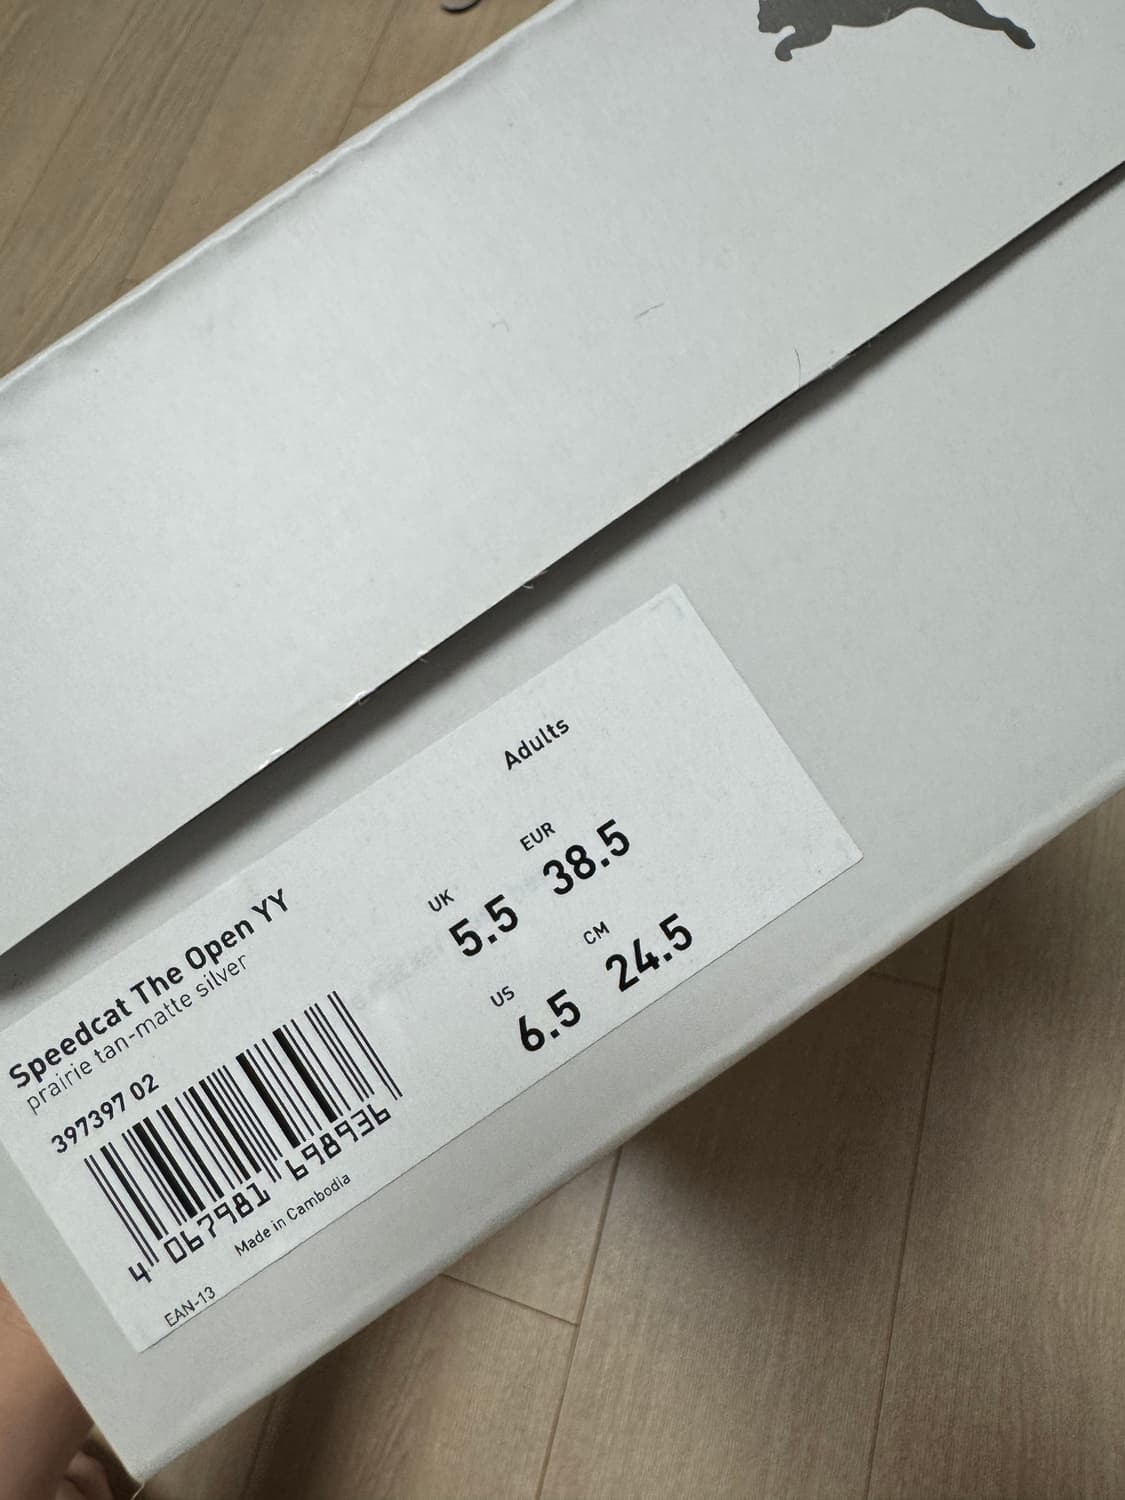 Adults
Speedcat The Open YY
prairie tan-matte silver
397397 02
UK
5.5
EUR
38.5
US
6.5
CM
24.5
4 067981 698936
Made in Cambodia
EAN-13